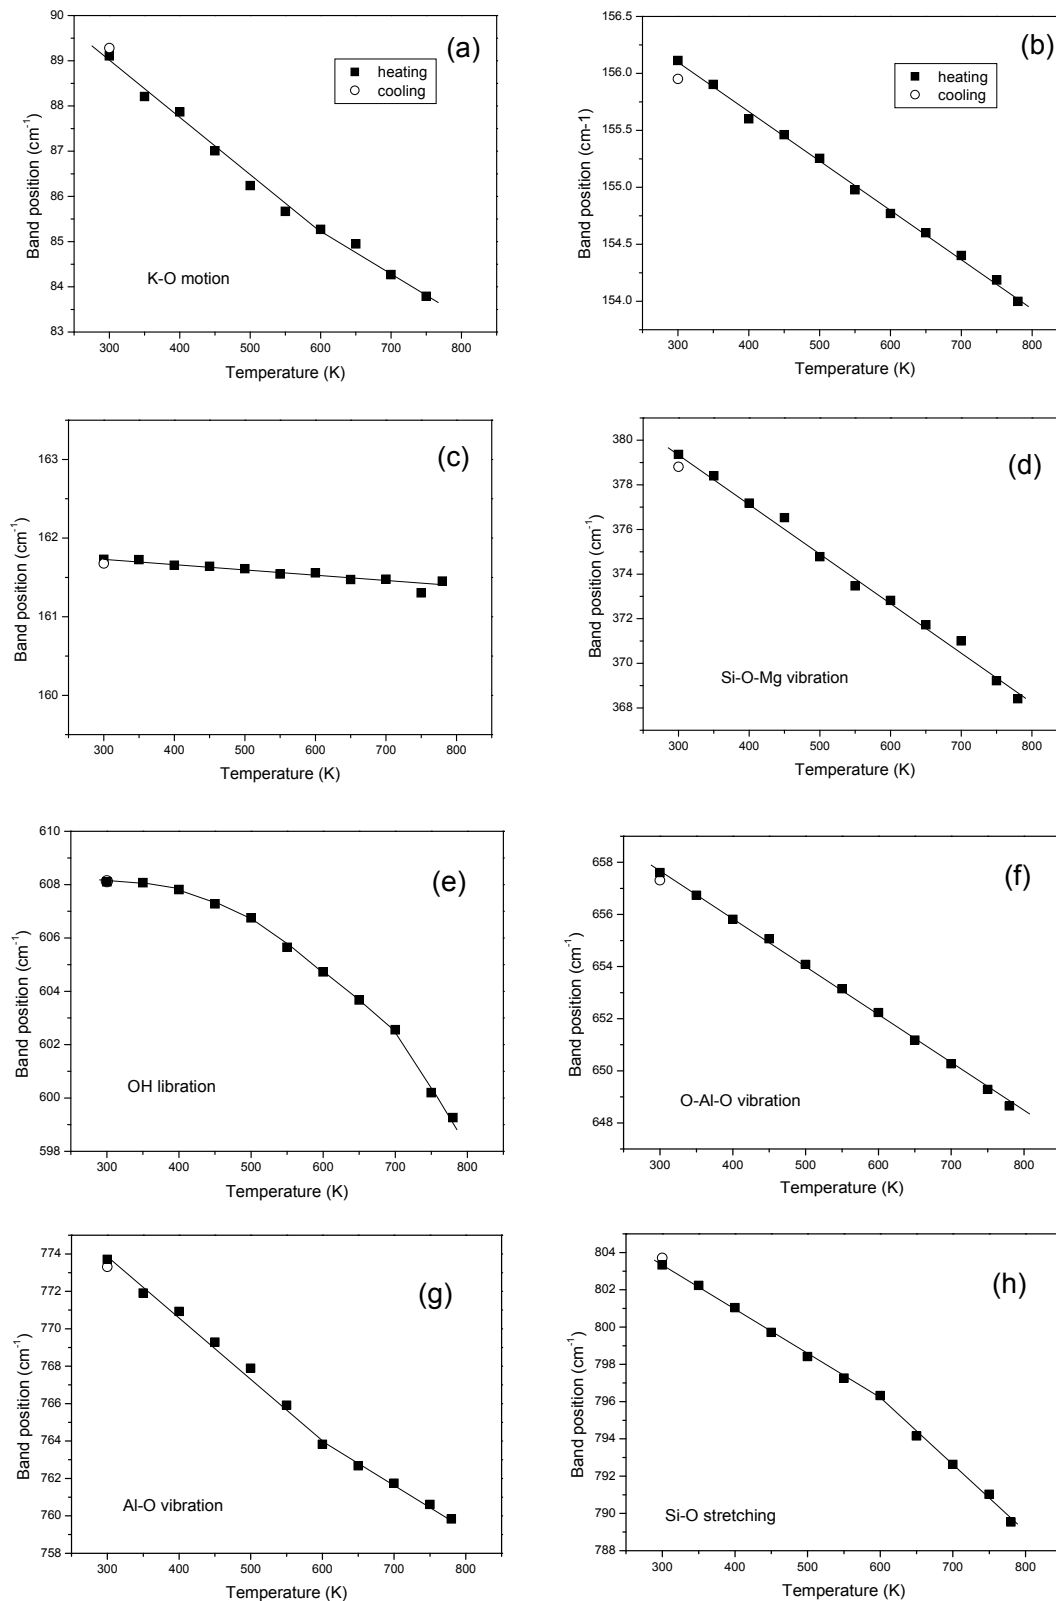 90
89
88
87
86
85
84
83
300 400 500 600 700 800
Band position (cm⁻¹)
Temperature (K)
(a)
heating
cooling
K-O motion
156.5
156.0
155.5
155.0
154.5
154.0
300 400 500 600 700 800
Band position (cm-1)
Temperature (K)
(b)
heating
cooling
163
162
161
160
300 400 500 600 700 800
Band position (cm⁻¹)
Temperature (K)
(c)
380
378
376
374
372
370
368
300 400 500 600 700 800
Band position (cm⁻¹)
Temperature (K)
(d)
Si-O-Mg vibration
610
608
606
604
602
600
598
300 400 500 600 700 800
Band position (cm⁻¹)
Temperature (K)
(e)
OH libration
658
656
654
652
650
648
300 400 500 600 700 800
Band position (cm⁻¹)
Temperature (K)
(f)
O-Al-O vibration
774
772
770
768
766
764
762
760
758
300 400 500 600 700 800
Band position (cm⁻¹)
Temperature (K)
(g)
Al-O vibration
804
802
800
798
796
794
792
790
788
300 400 500 600 700 800
Band position (cm⁻¹)
Temperature (K)
(h)
Si-O stretching